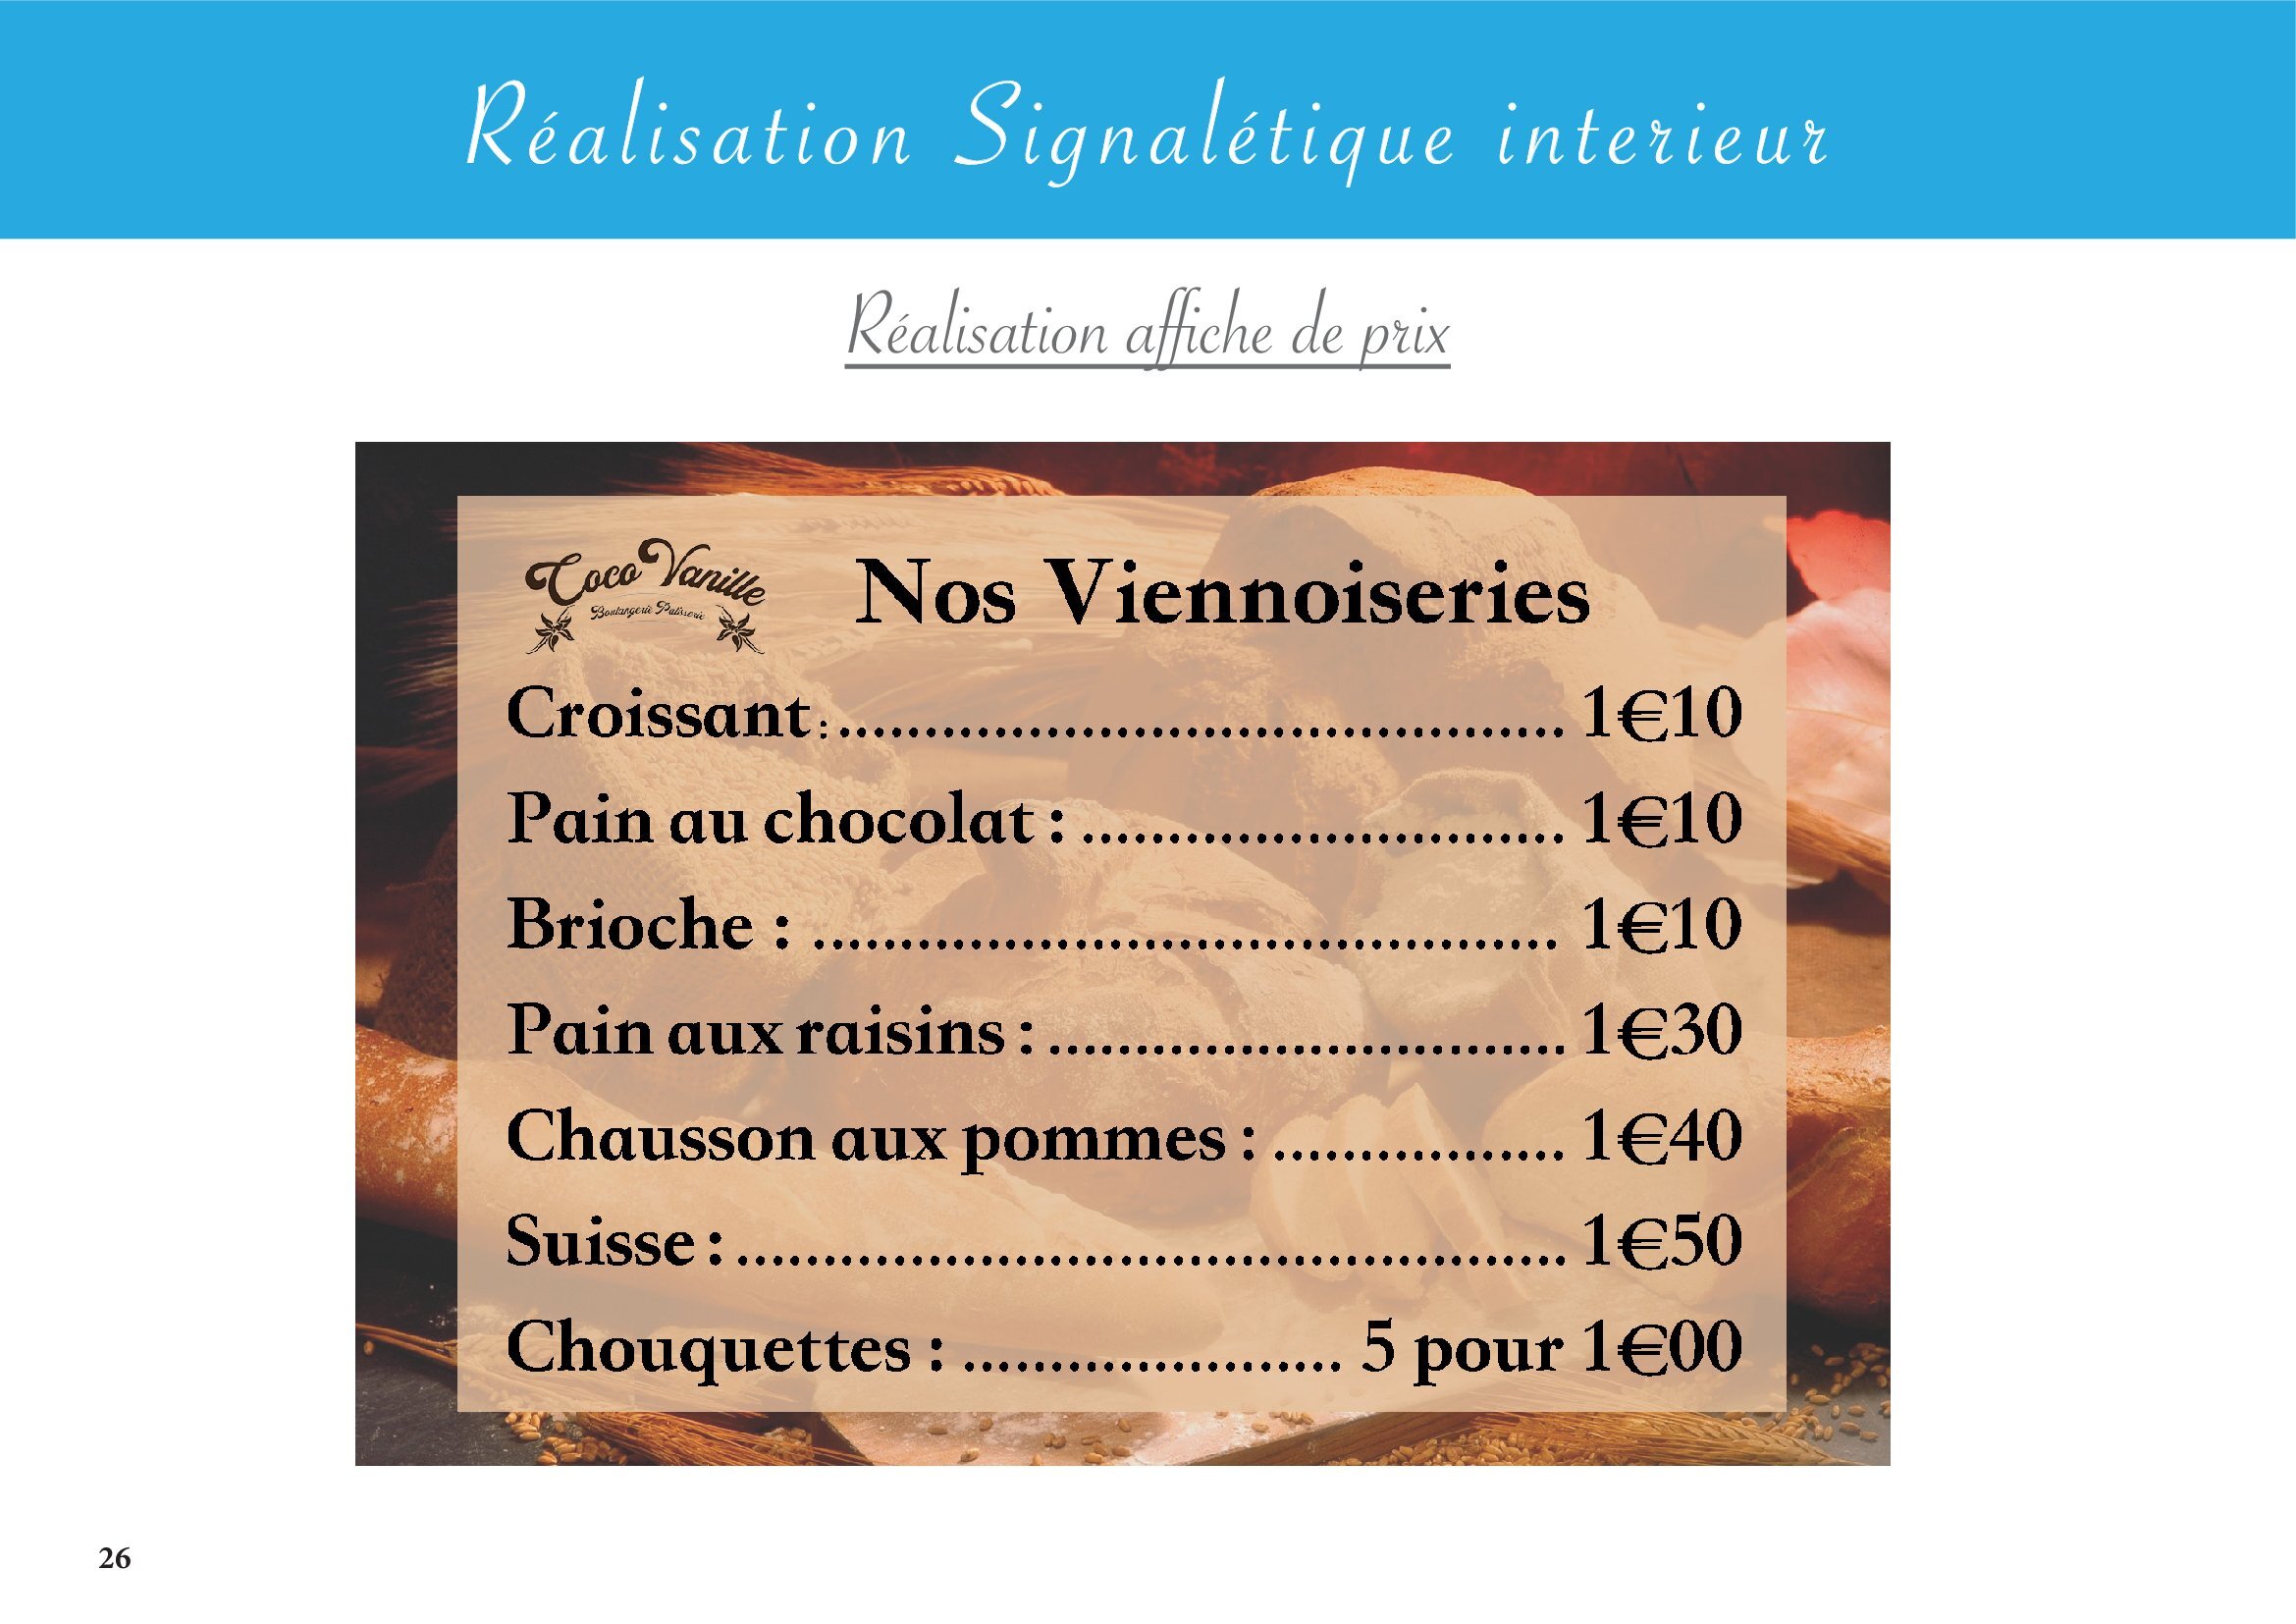 Réalisation Signalétique interieur
Réalisation affiche de prix
Coco Vanille
Boulangerie Patisserie
Nos Viennoiseries
Croissant :.......................................... 1€10
Pain au chocolat : ............................ 1€10
Brioche : ........................................... 1€10
Pain aux raisins : .............................. 1€30
Chausson aux pommes : ................. 1€40
Suisse : ................................................ 1€50
Chouquettes : ...................... 5 pour 1€00
26